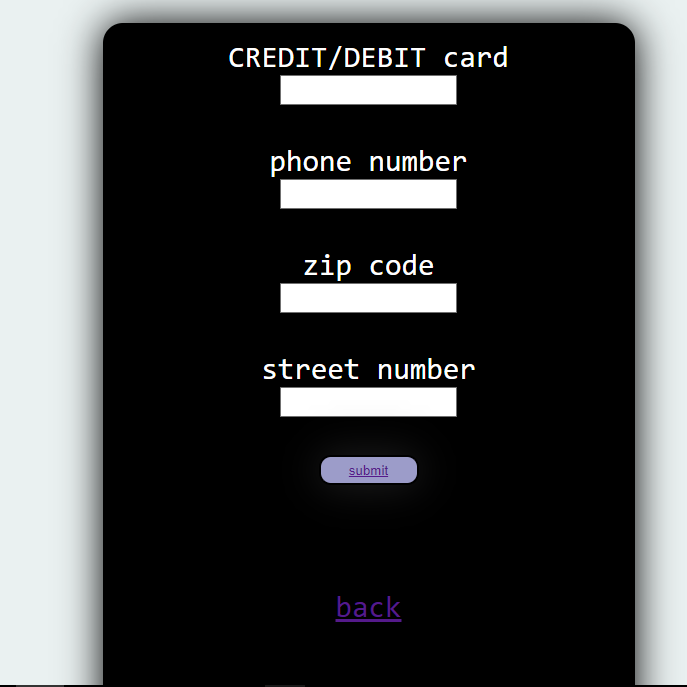 CREDIT/DEBIT card
phone number
zip code
street number
submit
back